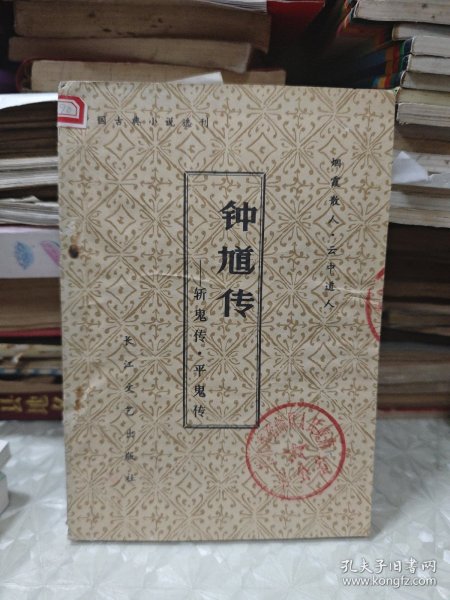 国古典小说选刊
烟霞散人·云中道人
钟馗传
——斩鬼传·平鬼传
长江文艺出版社
孔夫子旧书网
www.kongfz.com